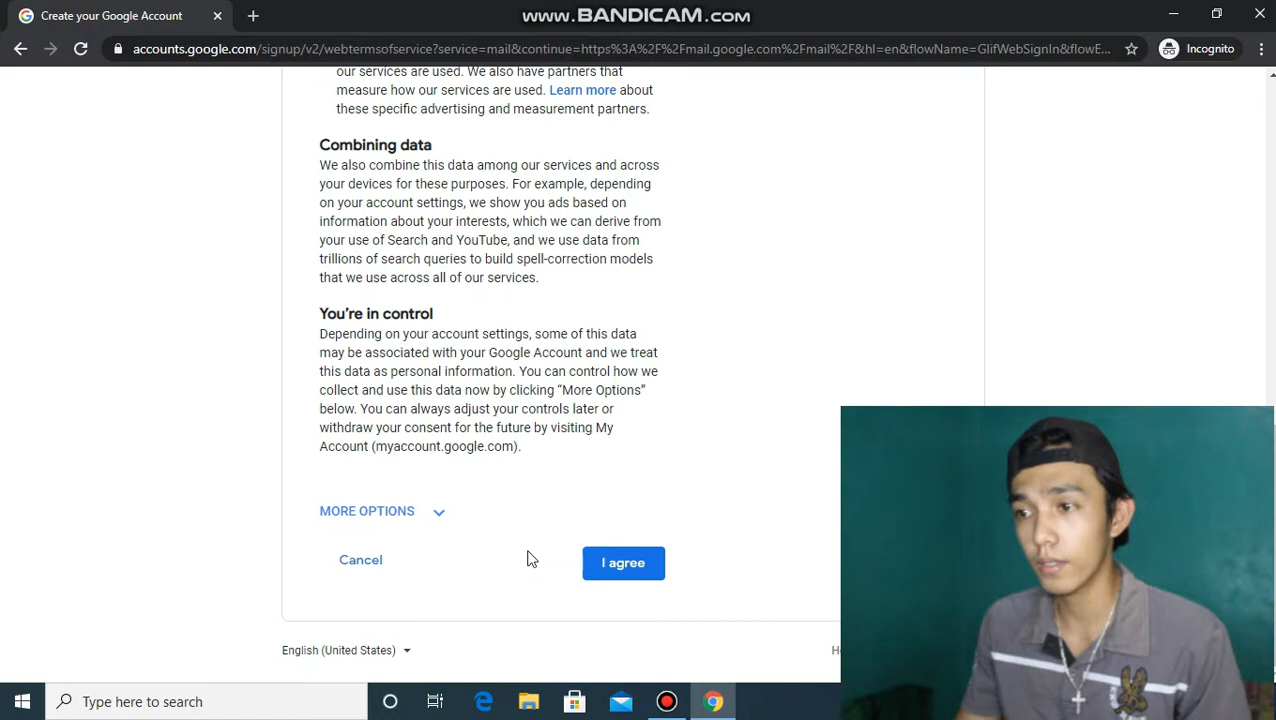 Create your Google Account
www.BANDICAM.com
accounts.google.com/signup/v2/webtermsofservice?service=mail&continue=https%3A%2F%2Fmail.google.com%2Fmail%2F&hl=en&flowName=GlifWebSignIn&flowE...
Incognito
our services are used. We also have partners that
measure how our services are used. Learn more about
these specific advertising and measurement partners.
Combining data
We also combine this data among our services and across
your devices for these purposes. For example, depending
on your account settings, we show you ads based on
information about your interests, which we can derive from
your use of Search and YouTube, and we use data from
trillions of search queries to build spell-correction models
that we use across all of our services.
You’re in control
Depending on your account settings, some of this data
may be associated with your Google Account and we treat
this data as personal information. You can control how we
collect and use this data now by clicking “More Options”
below. You can always adjust your controls later or
withdraw your consent for the future by visiting My
Account (myaccount.google.com).
MORE OPTIONS
Cancel
I agree
English (United States)
Type here to search